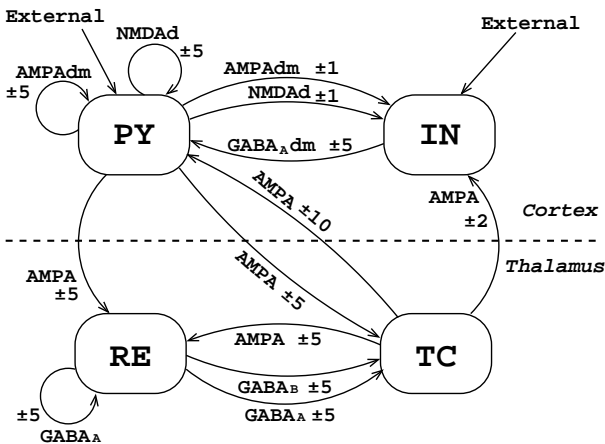 External
NMDAd
±5
External
AMPAdm
±5
AMPAdm ±1
NMDAd ±1
PY
IN
GABAAdm ±5
AMPA ±10
AMPA
±2
Cortex
Thalamus
AMPA
±5
AMPA ±5
RE
AMPA ±5
TC
GABAB ±5
GABAA ±5
±5
GABAA